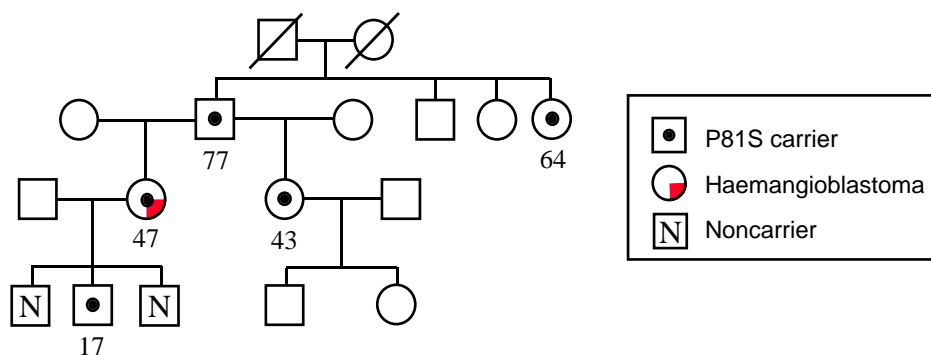 77
64
47
43
N
N
17
P81S carrier
Haemangioblastoma
N Noncarrier